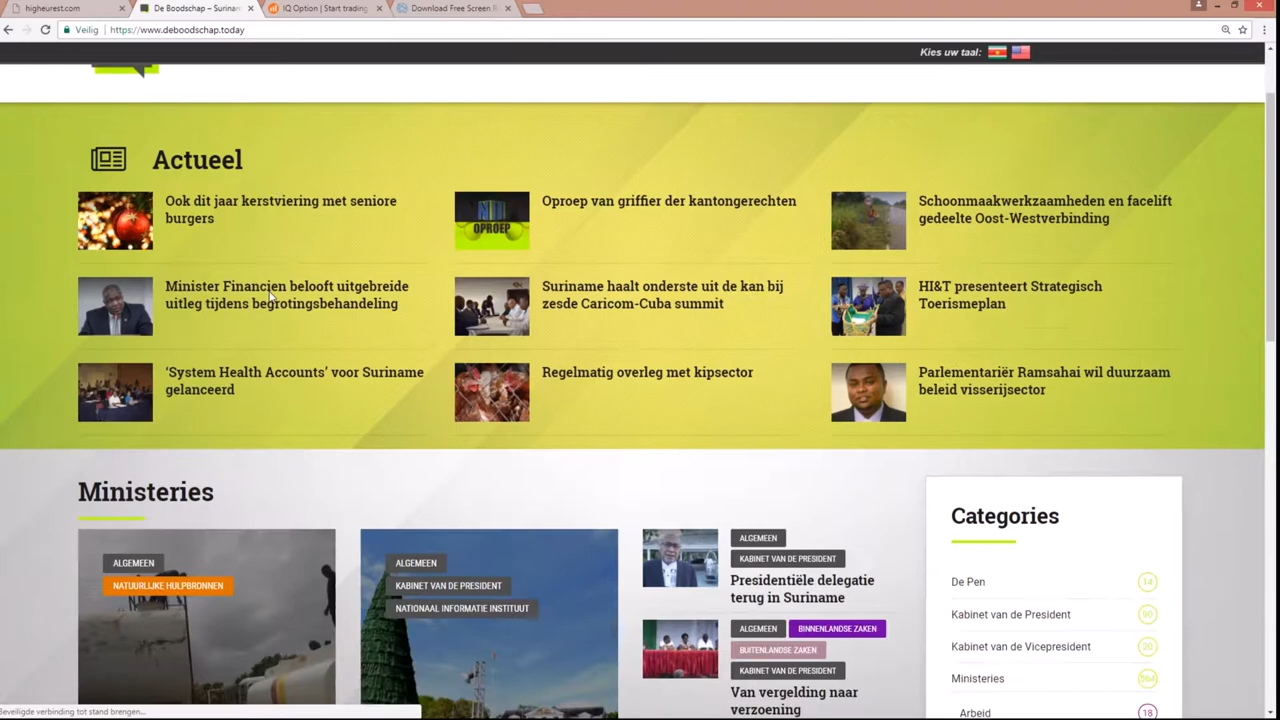 higheurest.com
De Boodschap – Surinam
IQ Option | Start trading
Download Free Screen R
Veilig
https://www.deboodschap.today
Kies uw taal:
Actueel
Ook dit jaar kerstviering met seniore
burgers
Oproep van griffier der kantongerechten
OPROEP
Schoonmaakwerkzaamheden en facelift
gedeelte Oost-Westverbinding
Minister Financien belooft uitgebreide
uitleg tijdens begrotingsbehandeling
Suriname haalt onderste uit de kan bij
zesde Caricom-Cuba summit
HI&T presenteert Strategisch
Toerismeplan
‘System Health Accounts’ voor Suriname
gelanceerd
Regelmatig overleg met kipsector
Parlementariër Ramsahai wil duurzaam
beleid visserijsector
Ministeries
ALGEMEEN
NATUURLIJKE HULPBRONNEN
ALGEMEEN
KABINET VAN DE PRESIDENT
NATIONAAL INFORMATIE INSTITUUT
ALGEMEEN
KABINET VAN DE PRESIDENT
Presidentiële delegatie
terug in Suriname
ALGEMEEN
BINNENLANDSE ZAKEN
BUITENLANDSE ZAKEN
KABINET VAN DE PRESIDENT
Van vergelding naar
verzoening
Categories
De Pen
14
Kabinet van de President
90
Kabinet van de Vicepresident
20
Ministeries
Arbeid
18
Beveiligde verbinding tot stand brengen...